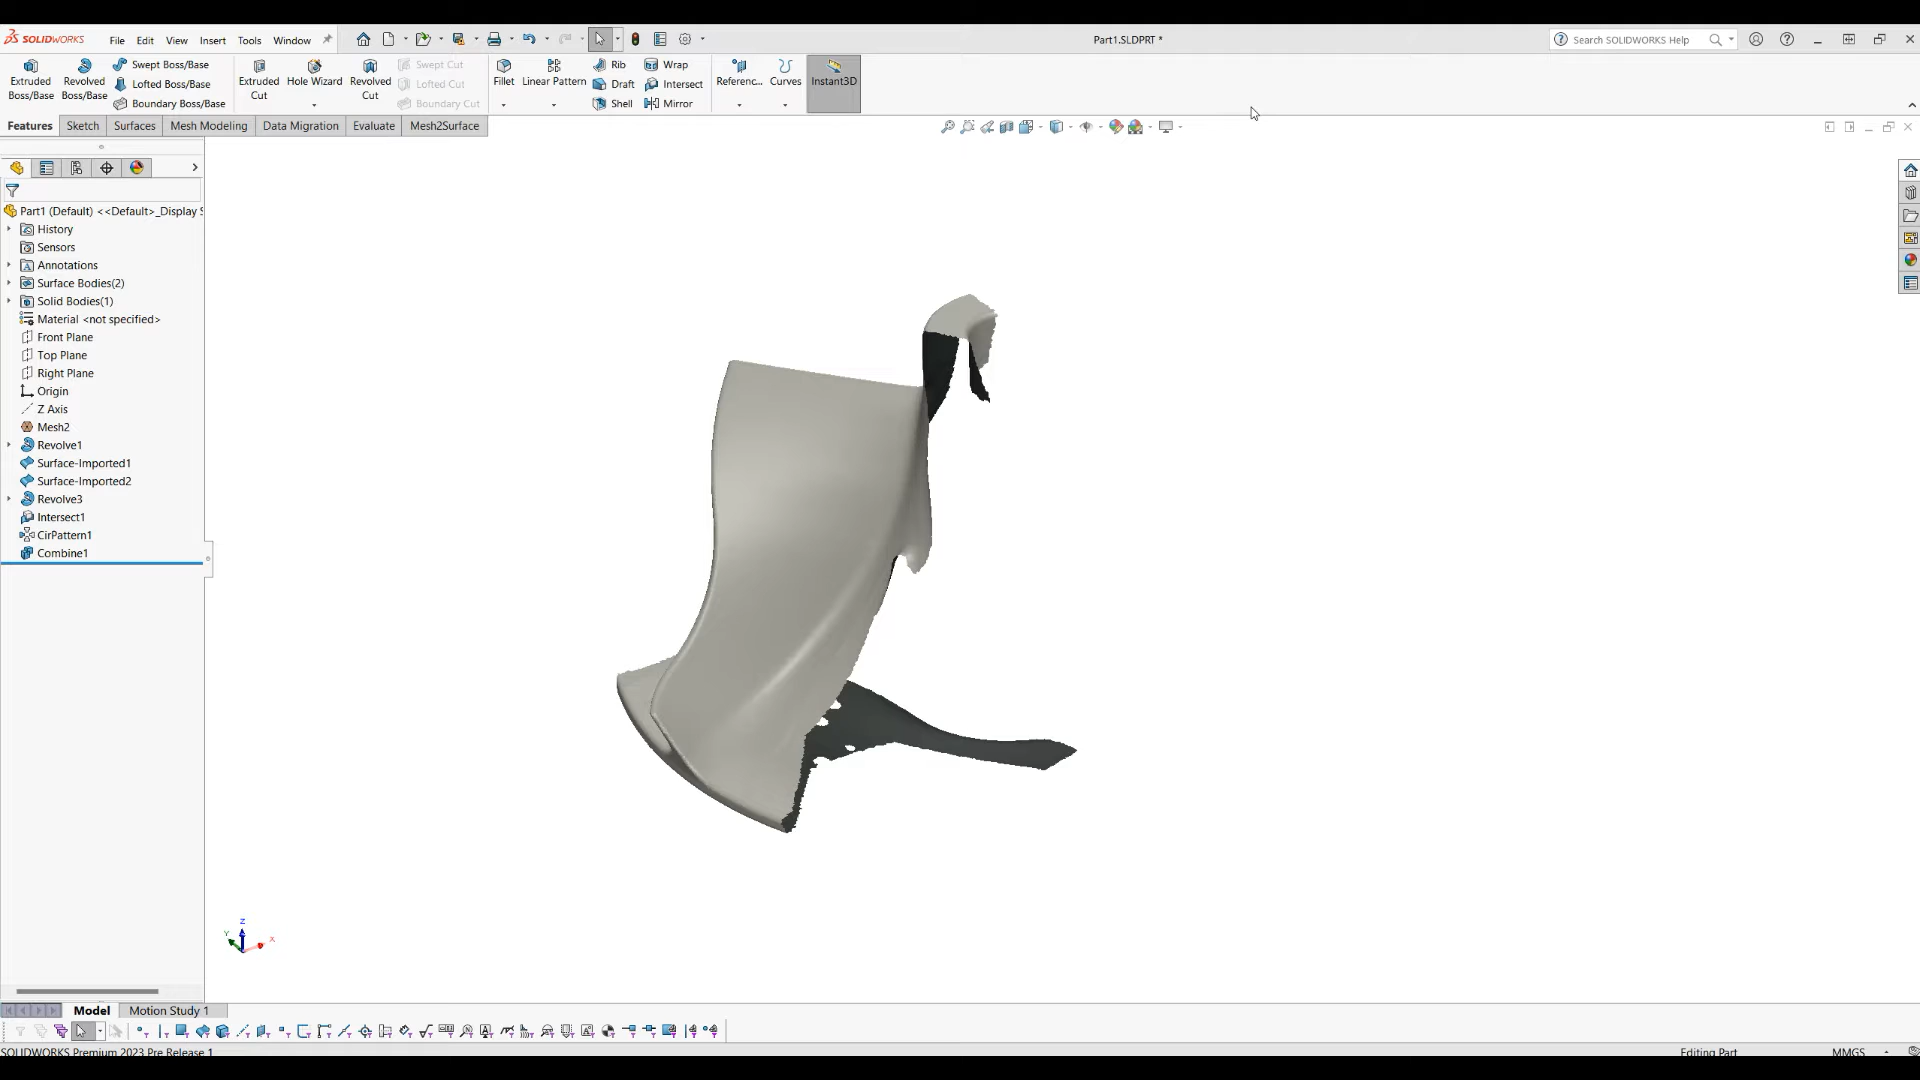 SOLIDWORKS File Edit View Insert Tools Window Part1.SLDPRT * Search SOLIDWORKS Help
Extruded Boss/Base
Revolved Boss/Base
Swept Boss/Base
Lofted Boss/Base
Boundary Boss/Base
Extruded Cut
Hole Wizard
Revolved Cut
Swept Cut
Lofted Cut
Boundary Cut
Fillet
Linear Pattern
Rib
Draft
Shell
Wrap
Intersect
Mirror
Referenc...
Curves
Instant3D
Features Sketch Surfaces Mesh Modeling Data Migration Evaluate Mesh2Surface
Part1 (Default) <<Default>_Display S
History
Sensors
Annotations
Surface Bodies(2)
Solid Bodies(1)
Material <not specified>
Front Plane
Top Plane
Right Plane
Origin
Z Axis
Mesh2
Revolve1
Surface-Imported1
Surface-Imported2
Revolve3
Intersect1
CirPattern1
Combine1
Z
Y
X
Model Motion Study 1
SOLIDWORKS Premium 2023 Pre Release 1 Editing Part MMGS